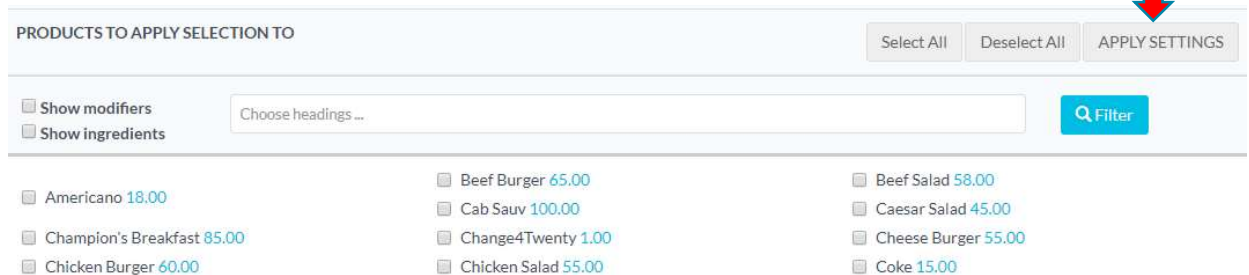 PRODUCTS TO APPLY SELECTION TO
Select All
Deselect All
APPLY SETTINGS
Show modifiers
Show ingredients
Choose headings ...
Filter
Americano 18.00
Beef Burger 65.00
Beef Salad 58.00
Cab Sauv 100.00
Caesar Salad 45.00
Champion's Breakfast 85.00
Change4Twenty 1.00
Cheese Burger 55.00
Chicken Burger 60.00
Chicken Salad 55.00
Coke 15.00